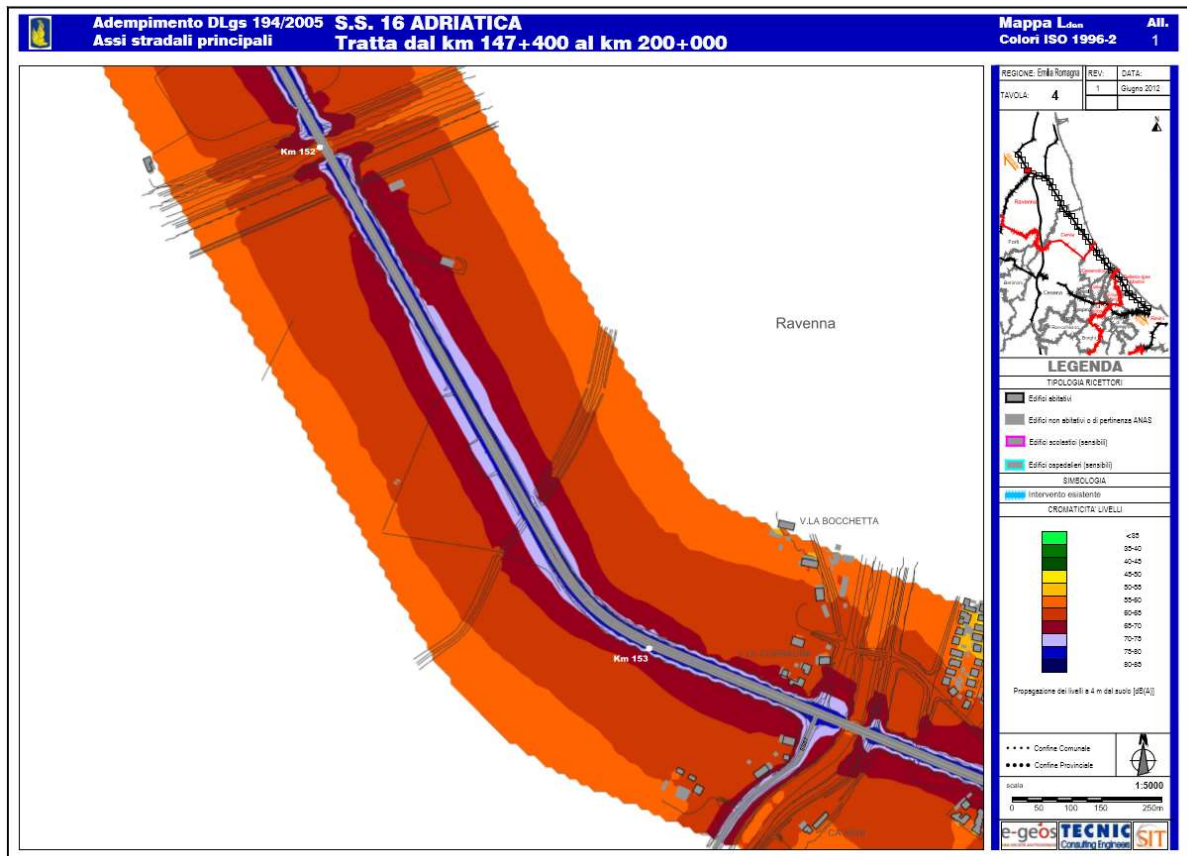 Adempimento DLgs 194/2005
Assi stradali principali
S.S. 16 ADRIATICA
Tratta dal km 147+400 al km 200+000
Mappa Lden
Colori ISO 1996-2
All.
1
Km 152
Ravenna
V.LA BOCCHETTA
Km 153
REGIONE: Emilia Romagna
REV:
1
DATA:
Giugno 2012
TAVOLA: 4
N
Ravenna
Forlì
Cervia
Cesena
LEGENDA
TIPOLOGIA RICETTORI
Edifici abitativi
Edifici non abitativi o di pertinenza ANAS
Edifici scolastici (sensibili)
Edifici ospedalieri (sensibili)
SIMBOLOGIA
Intervento esistente
CROMATICITA' LIVELLI
<35
35-40
40-45
45-50
50-55
55-60
60-65
65-70
70-75
75-80
80-85
Propagazione dei livelli a 4 m dal suolo [dB(A)]
Confine Comunale
Confine Provinciale
N
scala
1:5000
0 50 100 150 250m
e-geos
TECNIC
Consulting Engineers
SIT